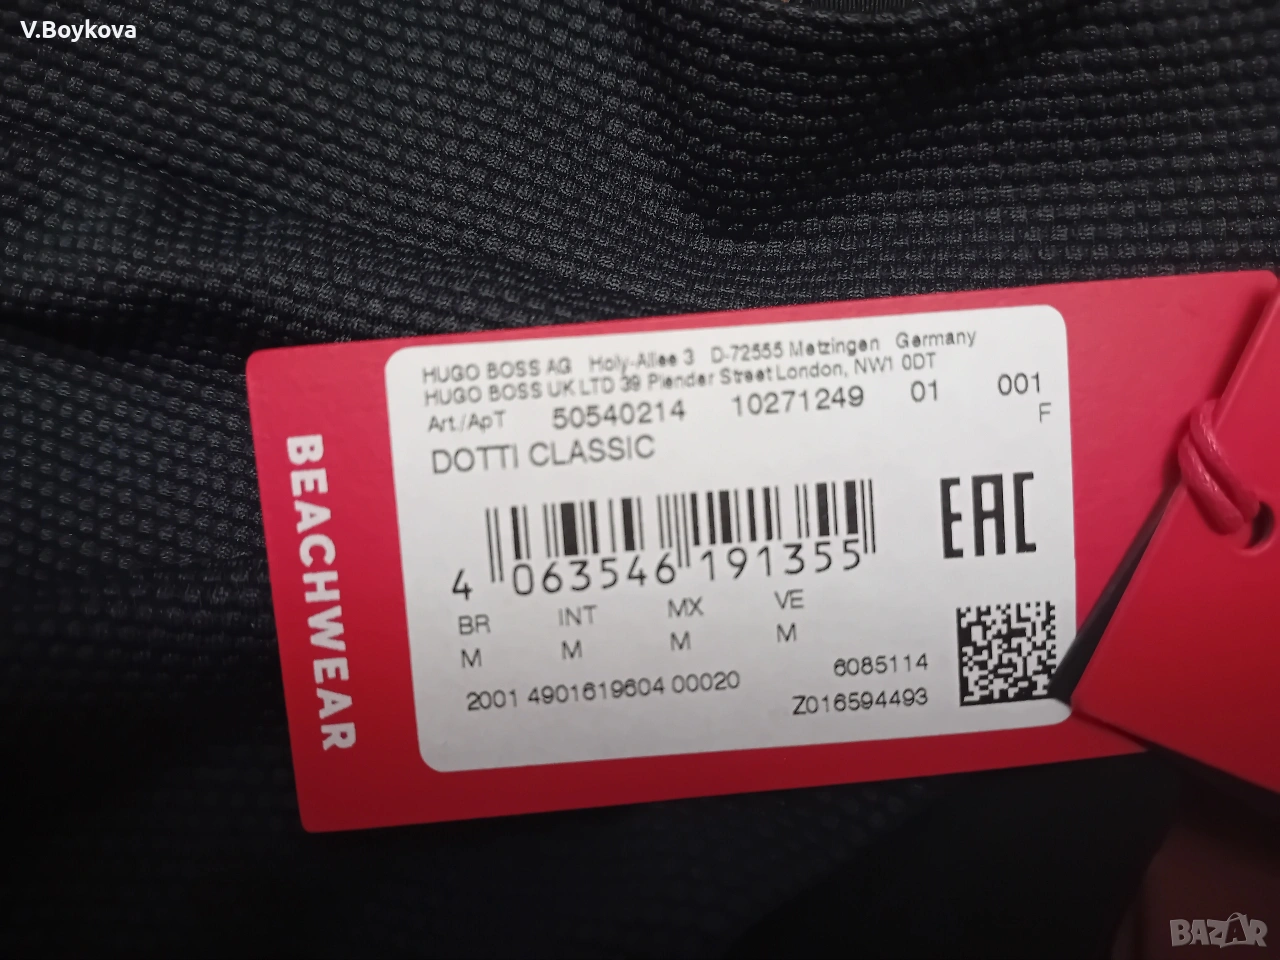 V.Boykova
HUGO BOSS AG Holy-Allee 3 D-72555 Metzingen Germany
HUGO BOSS UK LTD 39 Plender Street London, NW1 0DT
Art./ApT 50540214 10271249 01 001
F
DOTTI CLASSIC
EAC
4 063546 191355
BR INT MX VE
M M M M
2001 4901619604 00020 6085114
Z016594493
BEACHWEAR
BAZAR